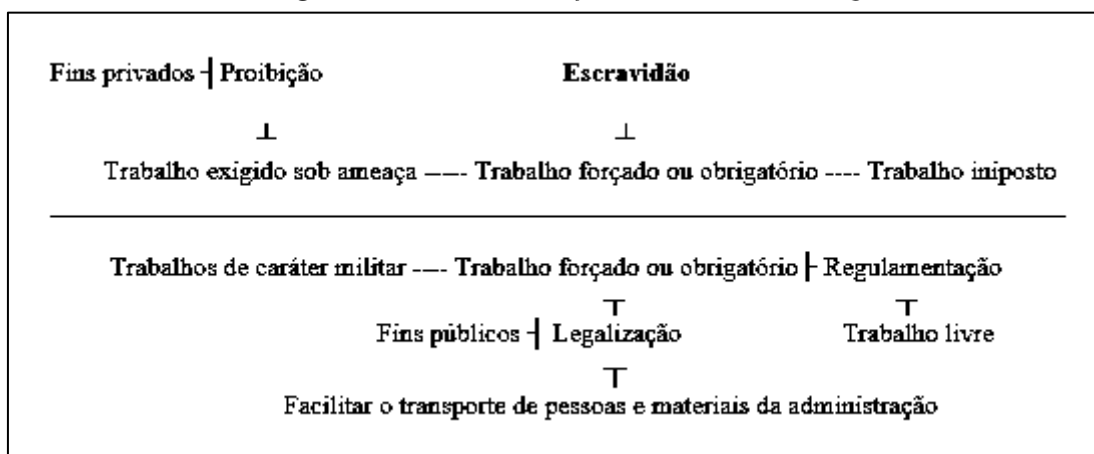 Fins privados ┤ Proibição Escravidão
┴ ┴
Trabalho exigido sob ameaça ----- Trabalho forçado ou obrigatório ---- Trabalho iniposto
Trabalhos de caráter militar ---- Trabalho forçado ou obrigatório ├ Regulamentação
┬ ┬
Fins públicos ┤ Legalização Trabalho livre
┬
Facilitar o transporte de pessoas e materiais da administração